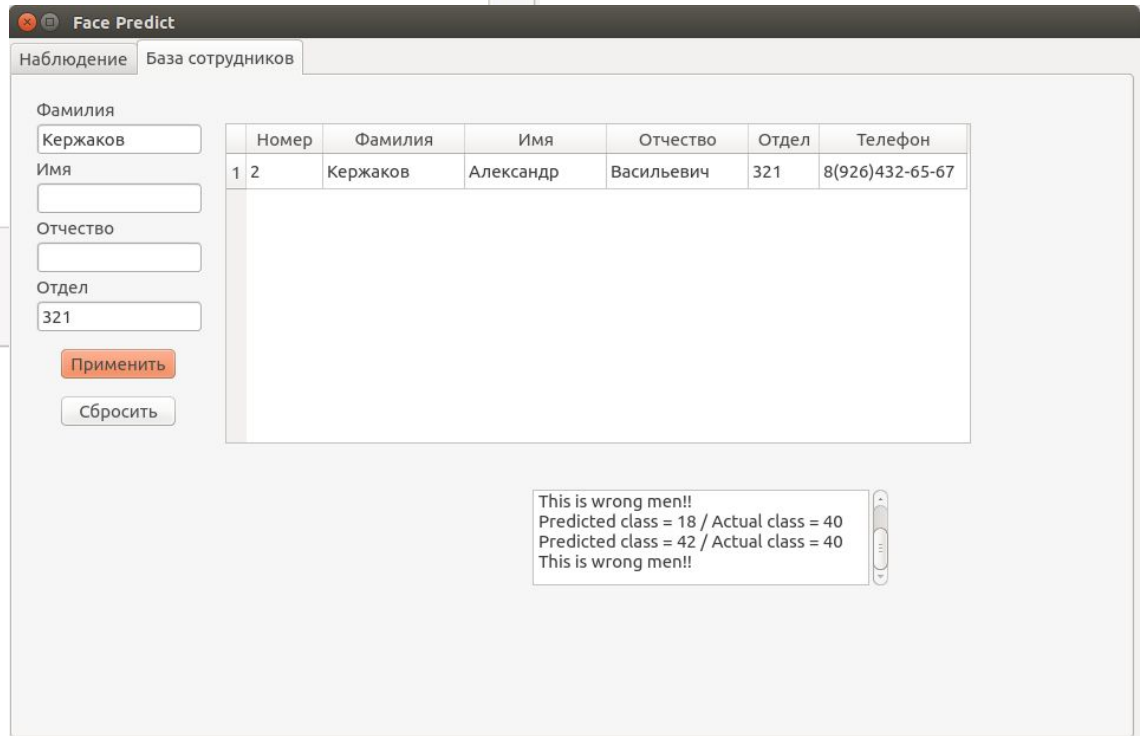 Face Predict
Наблюдение База сотрудников
Фамилия
Кержаков
Имя
Отчество
Отдел
321
Применить
Сбросить
Номер Фамилия Имя Отчество Отдел Телефон
1 2 Кержаков Александр Васильевич 321 8(926)432-65-67
This is wrong men!!
Predicted class = 18 / Actual class = 40
Predicted class = 42 / Actual class = 40
This is wrong men!!